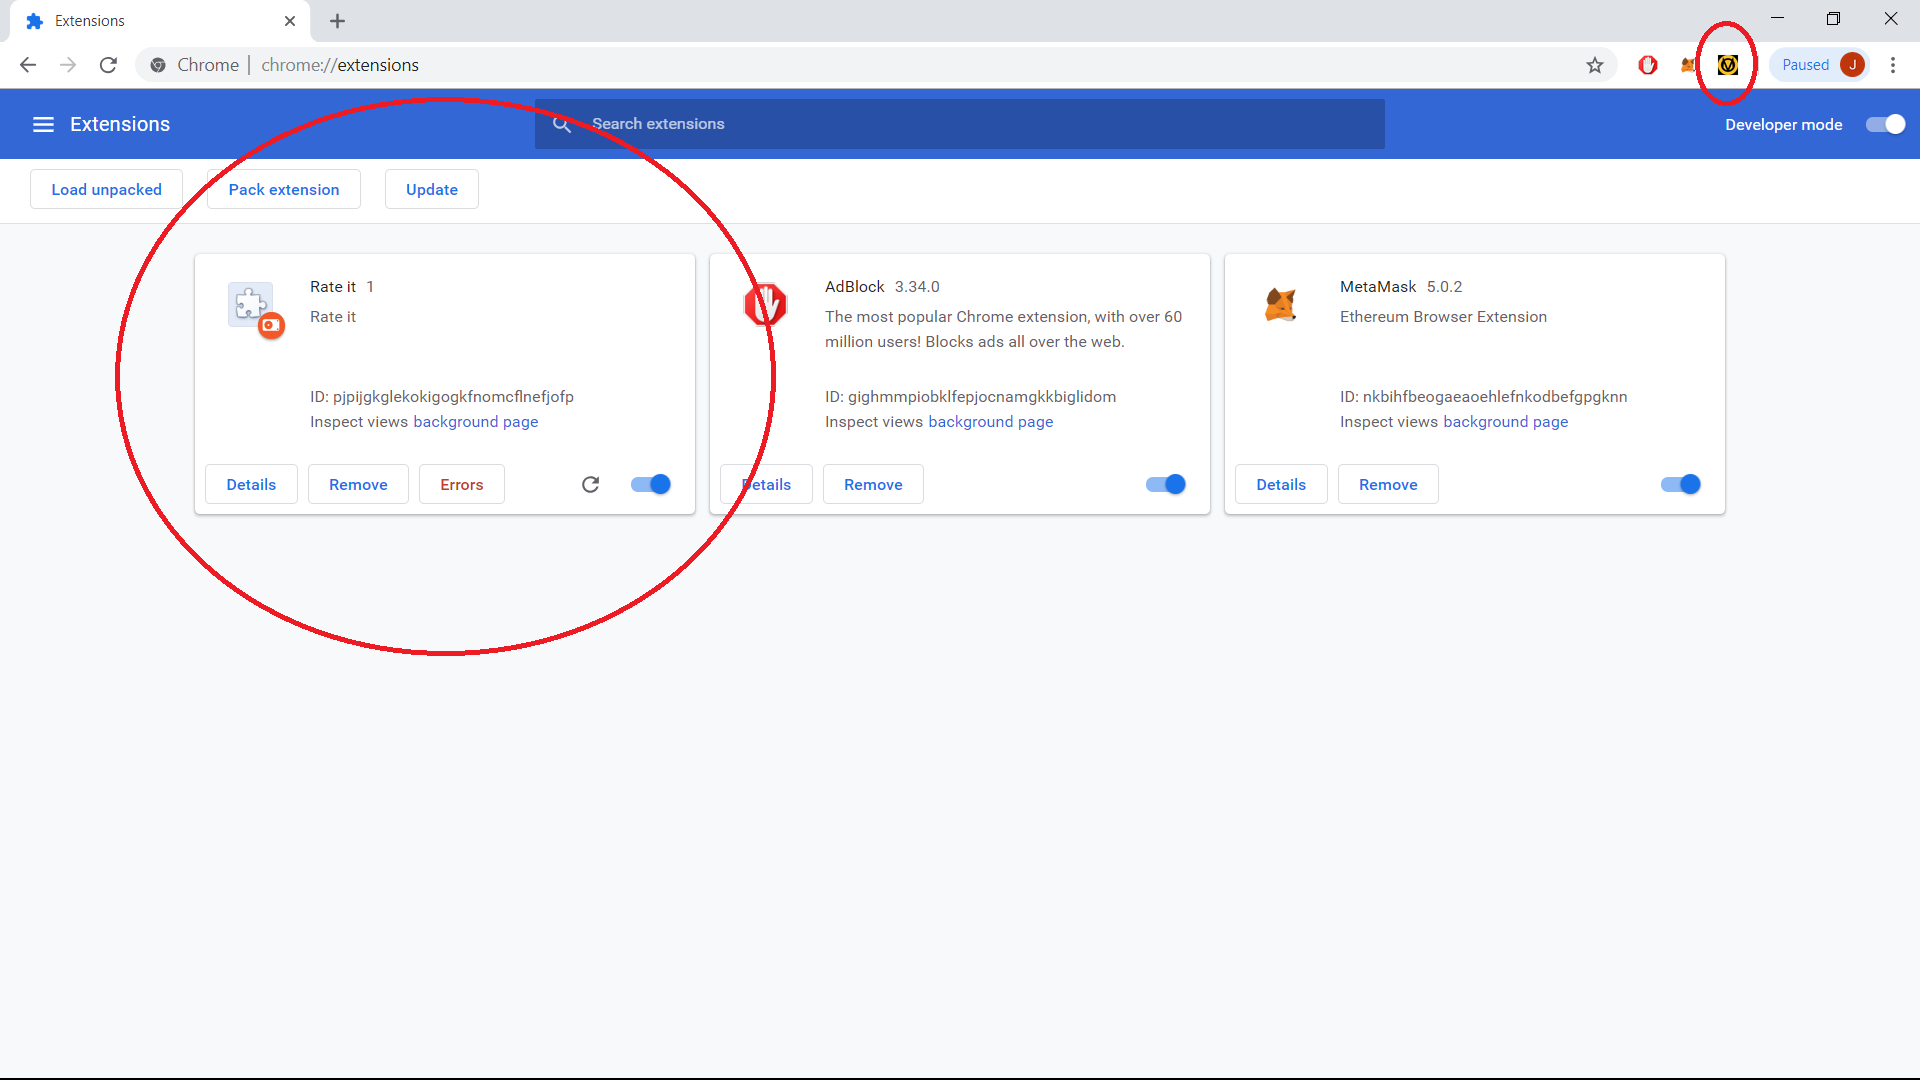 Extensions
Chrome | chrome://extensions
Paused J
Extensions
Search extensions
Developer mode
Load unpacked
Pack extension
Update
Rate it 1
Rate it
ID: pjpijgkglekokigogkfnomcflnefjofp
Inspect views background page
Details
Remove
Errors
AdBlock 3.34.0
The most popular Chrome extension, with over 60
million users! Blocks ads all over the web.
ID: gighmmpiobklfepjocnamgkkbiglidom
Inspect views background page
Details
Remove
MetaMask 5.0.2
Ethereum Browser Extension
ID: nkbihfbeogaeaoehlefnkodbefgpgknn
Inspect views background page
Details
Remove